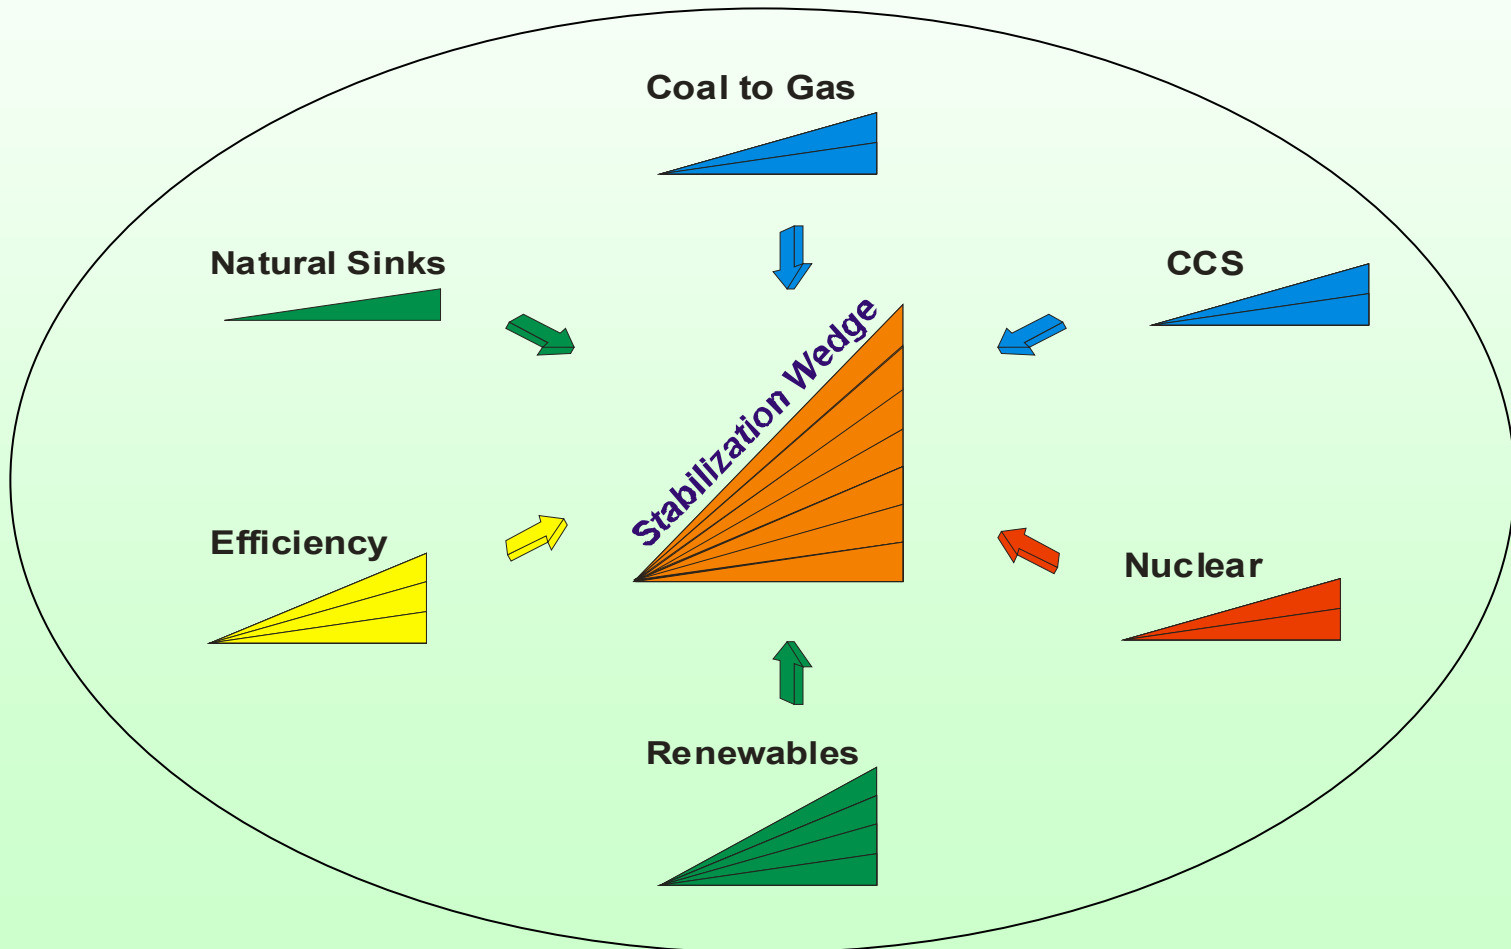 Coal to Gas
Natural Sinks
CCS
Stabilization Wedge
Efficiency
Nuclear
Renewables